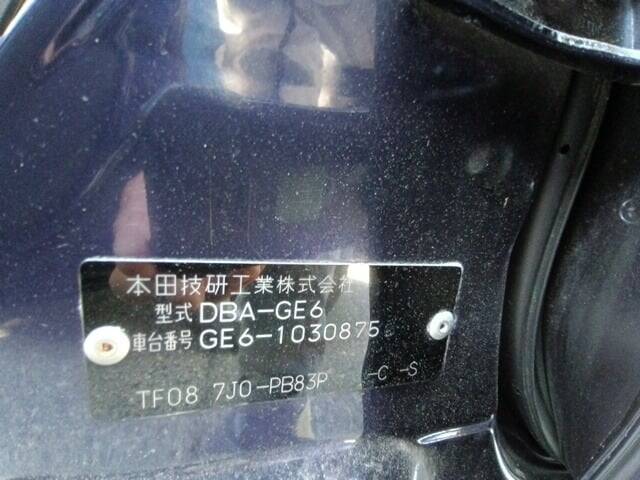 本田技研工業株式会社
型式 DBA-GE6
車台番号 GE6-1030875
TF08 7J0-PB83P -C -S